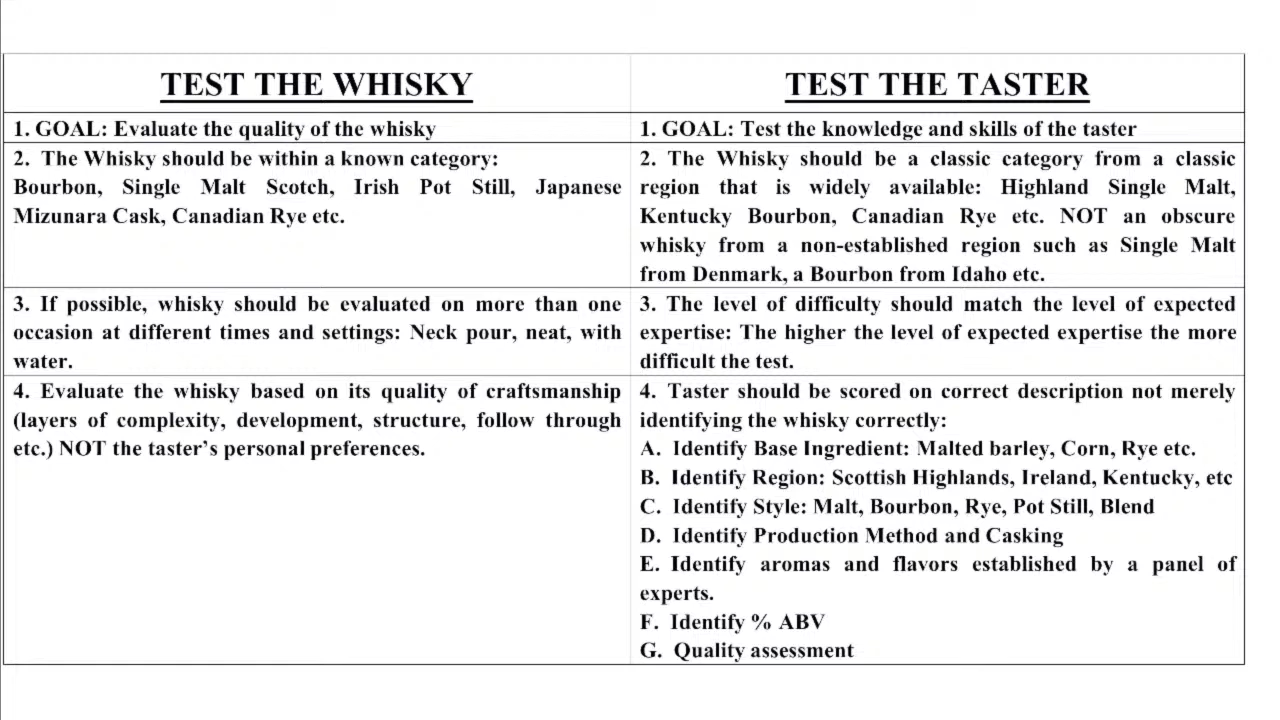 TEST THE WHISKY
TEST THE TASTER
1. GOAL: Evaluate the quality of the whisky
1. GOAL: Test the knowledge and skills of the taster
2. The Whisky should be within a known category:
Bourbon, Single Malt Scotch, Irish Pot Still, Japanese
Mizunara Cask, Canadian Rye etc.
2. The Whisky should be a classic category from a classic
region that is widely available: Highland Single Malt,
Kentucky Bourbon, Canadian Rye etc. NOT an obscure
whisky from a non-established region such as Single Malt
from Denmark, a Bourbon from Idaho etc.
3. If possible, whisky should be evaluated on more than one
occasion at different times and settings: Neck pour, neat, with
water.
3. The level of difficulty should match the level of expected
expertise: The higher the level of expected expertise the more
difficult the test.
4. Evaluate the whisky based on its quality of craftsmanship
(layers of complexity, development, structure, follow through
etc.) NOT the taster’s personal preferences.
4. Taster should be scored on correct description not merely
identifying the whisky correctly:
A. Identify Base Ingredient: Malted barley, Corn, Rye etc.
B. Identify Region: Scottish Highlands, Ireland, Kentucky, etc
C. Identify Style: Malt, Bourbon, Rye, Pot Still, Blend
D. Identify Production Method and Casking
E. Identify aromas and flavors established by a panel of
experts.
F. Identify % ABV
G. Quality assessment